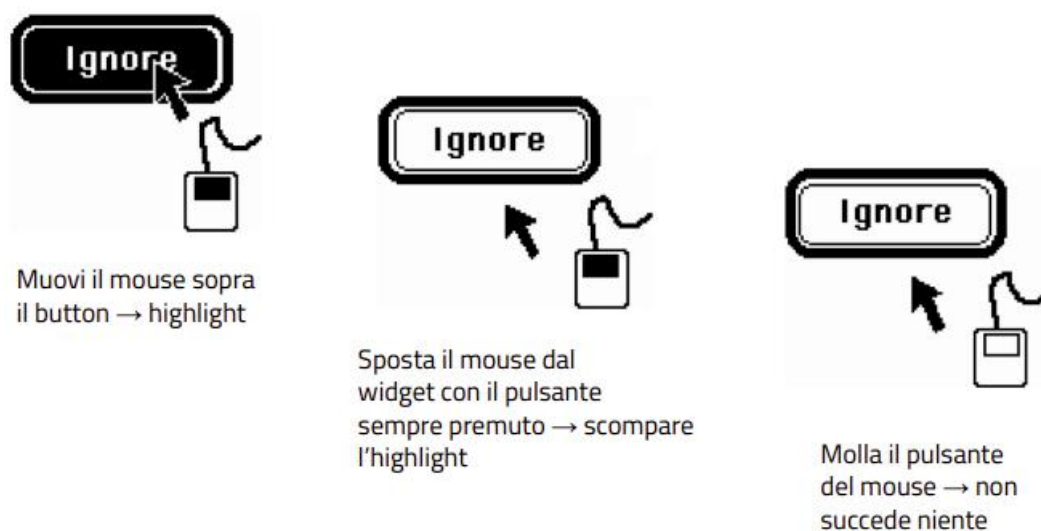 Ignore
Muovi il mouse sopra
il button → highlight
Ignore
Sposta il mouse dal
widget con il pulsante
sempre premuto → scompare
l'highlight
Ignore
Molla il pulsante
del mouse → non
succede niente